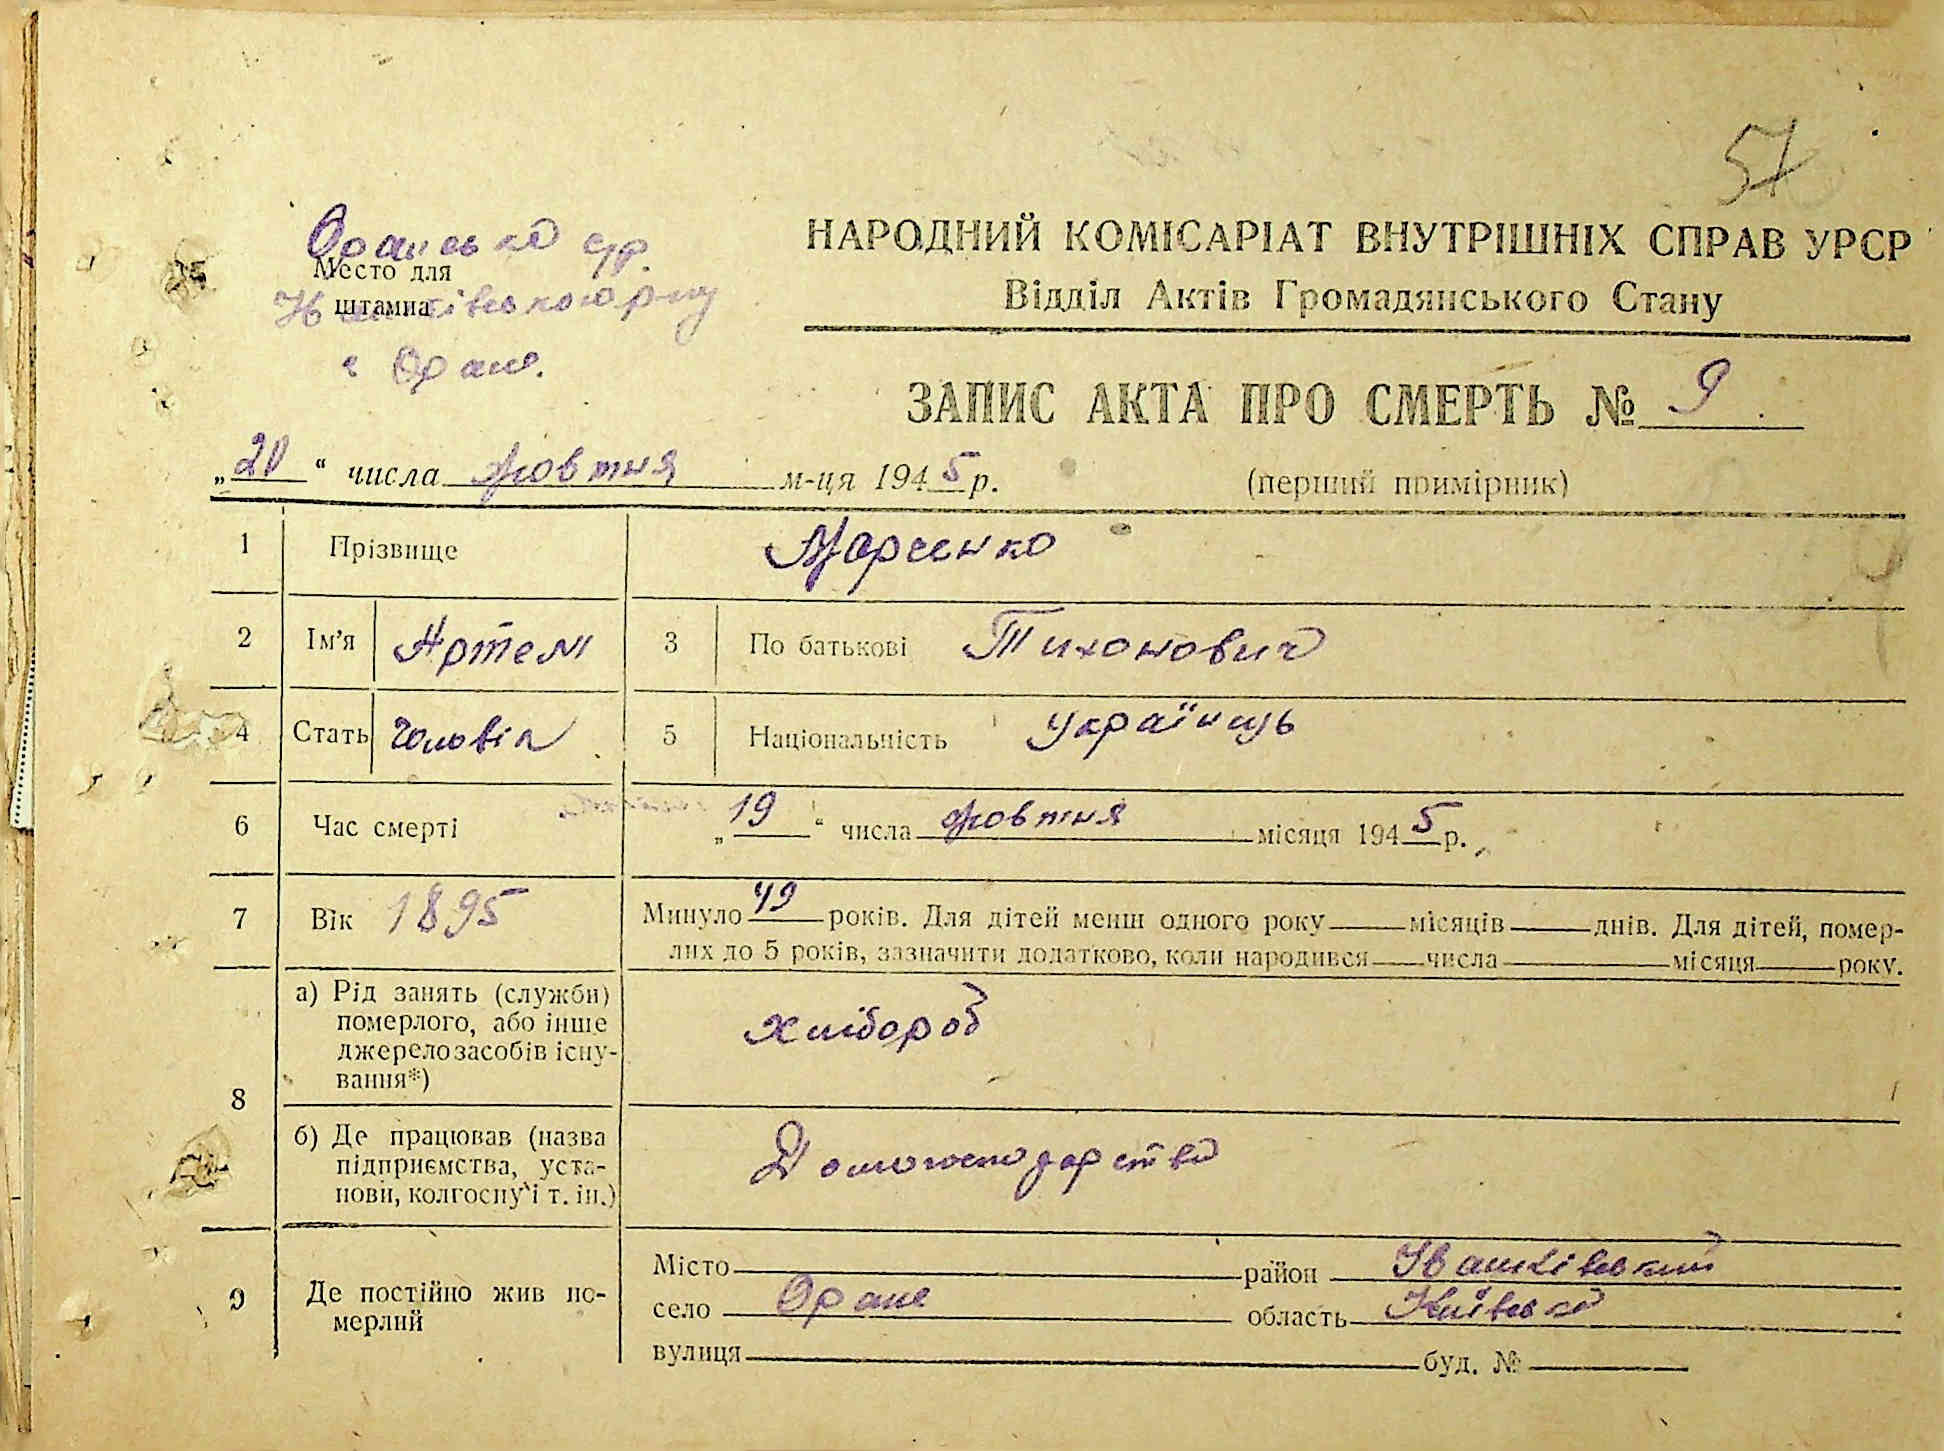 57
Оранська с/р.
Место для
штампа
Іванківського р-ну
с Оране.
НАРОДНИЙ КОМІСАРІАТ ВНУТРІШНІХ СПРАВ УРСР
Відділ Актів Громадянського Стану
ЗАПИС АКТА ПРО СМЕРТЬ № 9
„20“ числа жовтня м-ця 1945 р.
(перший примірник)
1 Прізвище Марченко
2 Ім'я Артем 3 По батькові Тихонович
4 Стать Чоловік 5 Національність Українець
6 Час смерті „19“ числа жовтня місяця 1945 р.
7 Вік 1895 Минуло 49 років. Для дітей менш одного року місяців днів. Для дітей, помер-
лих до 5 років, зазначити додатково, коли народився числа місяця року.
8
а) Рід занять (служби)
померлого, або інше
джерело засобів існу-
вання*)
хлібороб
б) Де працював (назва
підприємства, уста-
нови, колгоспу і т. ін.)
Домогосподарство
9 Де постійно жив по-
мерлий
Місто район Іванківський
село Оране область Київська
вулиця буд. №